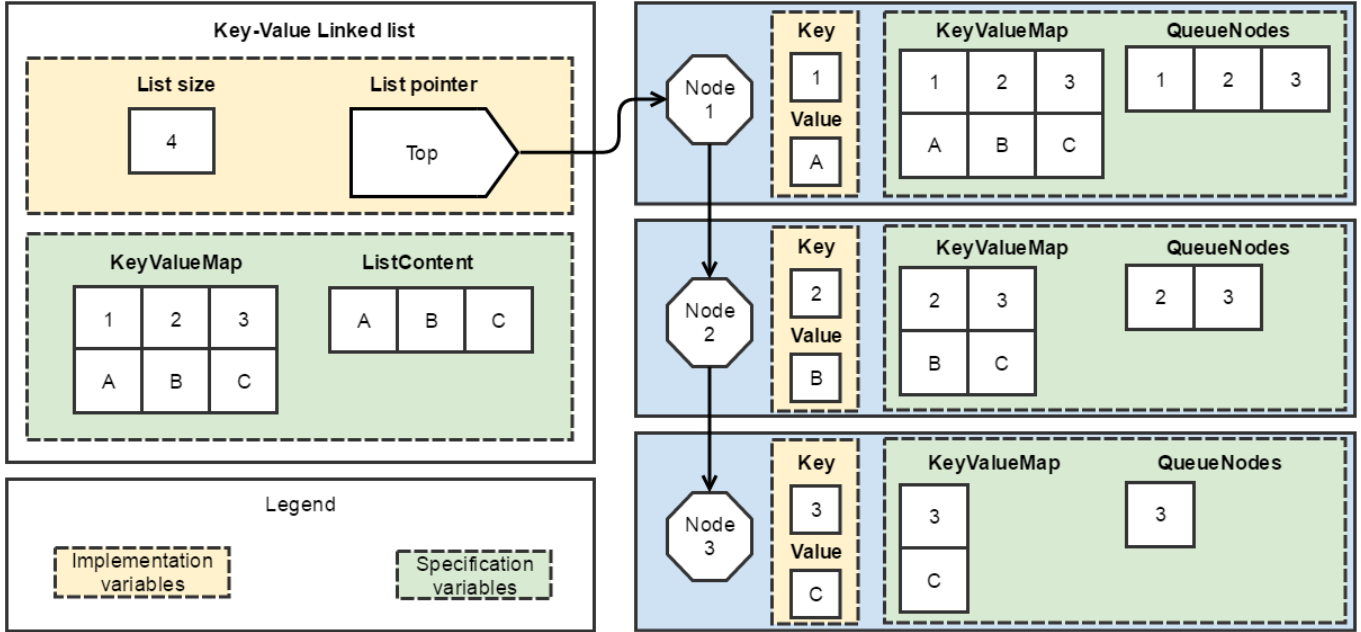 Key-Value Linked list
List size
List pointer
4
Top
KeyValueMap
ListContent
1 2 3
A B C
A B C
Legend
Implementation
variables
Specification
variables
Node
1
Key
1
Value
A
KeyValueMap
1 2 3
A B C
QueueNodes
1 2 3
Node
2
Key
2
Value
B
KeyValueMap
2 3
B C
QueueNodes
2 3
Node
3
Key
3
Value
C
KeyValueMap
3
C
QueueNodes
3